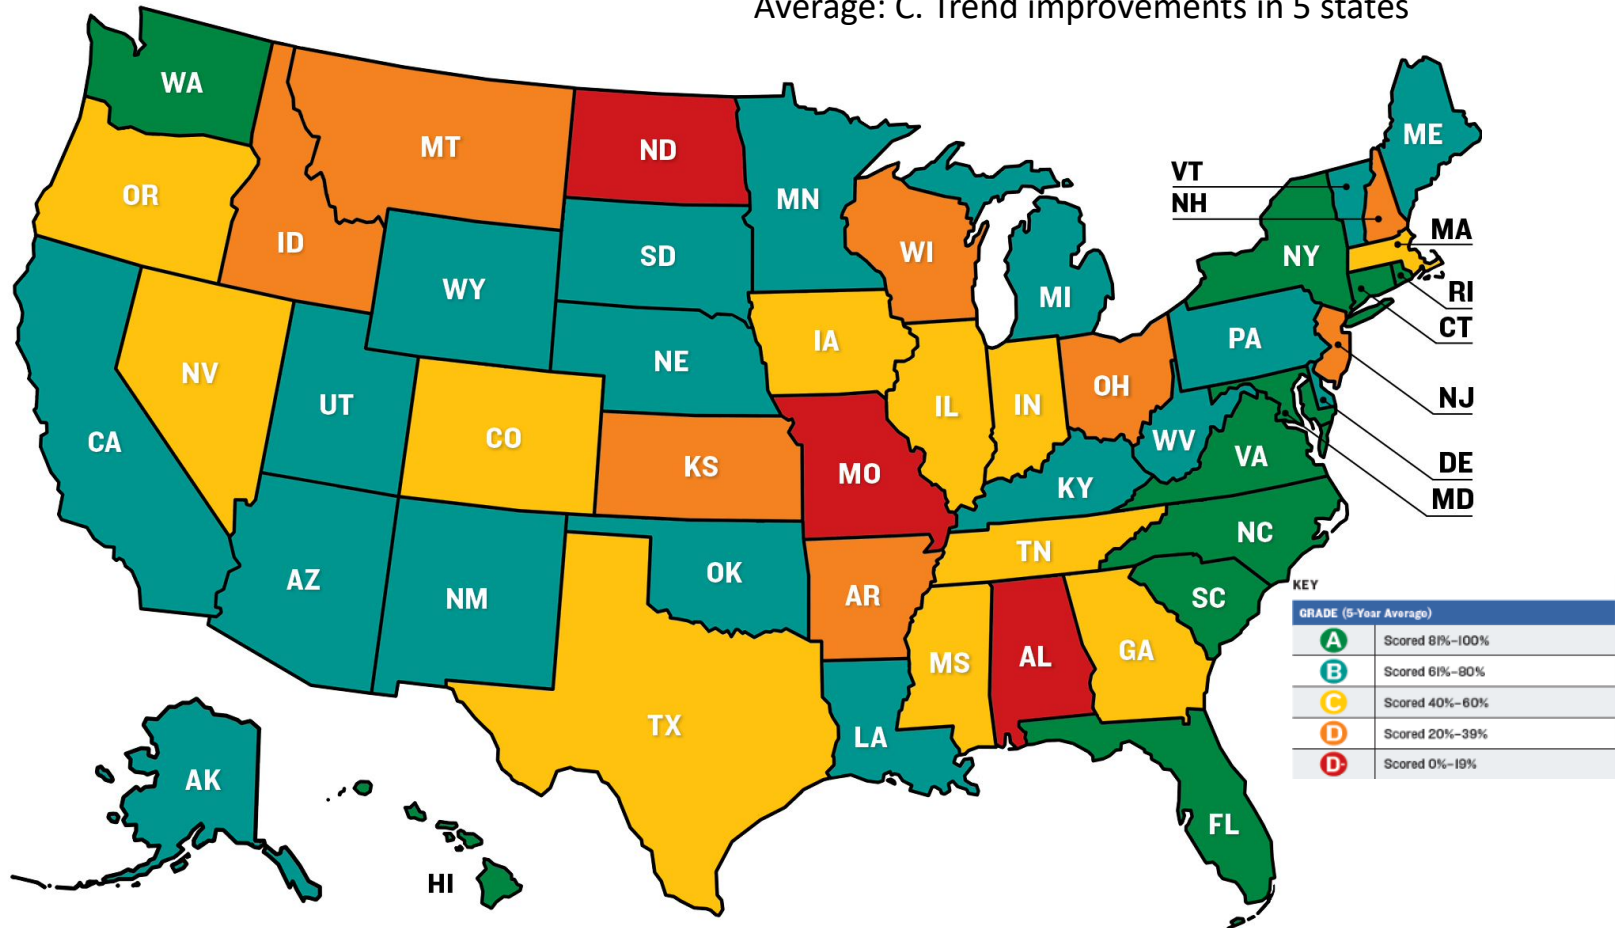 Average: C. Trend improvements in 5 states
WA
MT
ND
MN
OR
ID
SD
WI
MI
WY
VT
NH
ME
NY
MA
RI
CT
PA
NJ
DE
MD
IA
NE
NV
UT
CA
CO
KS
MO
IL
IN
OH
WV
VA
KY
NC
TN
SC
AZ
NM
OK
AR
MS
AL
GA
TX
LA
FL
AK
HI
KEY
GRADE (5-Year Average)
A Scored 81%-100%
B Scored 61%-80%
C Scored 40%-60%
D Scored 20%-39%
D- Scored 0%-19%